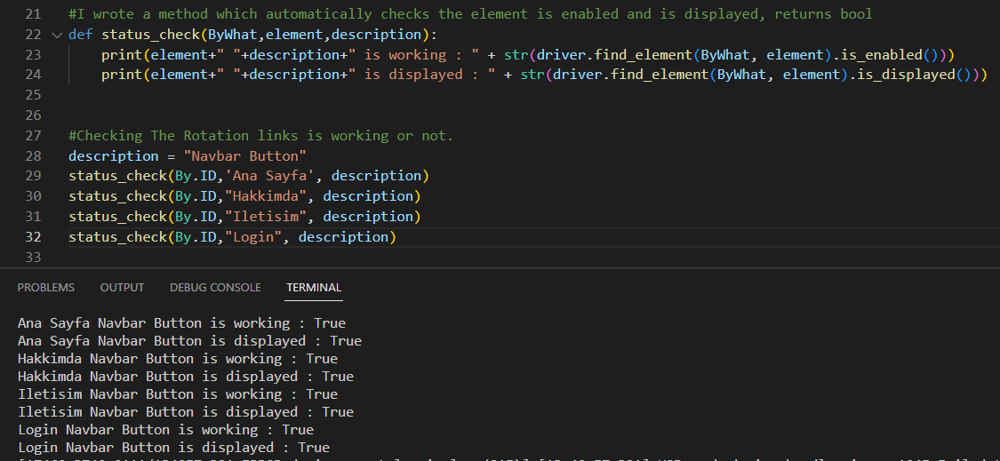 21 #I wrote a method which automatically checks the element is enabled and is displayed, returns bool
22 def status_check(ByWhat,element,description):
23 print(element+" "+description+" is working : " + str(driver.find_element(ByWhat, element).is_enabled()))
24 print(element+" "+description+" is displayed : " + str(driver.find_element(ByWhat, element).is_displayed()))
25
26
27 #Checking The Rotation links is working or not.
28 description = "Navbar Button"
29 status_check(By.ID,'Ana Sayfa', description)
30 status_check(By.ID,"Hakkimda", description)
31 status_check(By.ID,"Iletisim", description)
32 status_check(By.ID,"Login", description)
33
PROBLEMS OUTPUT DEBUG CONSOLE TERMINAL
Ana Sayfa Navbar Button is working : True
Ana Sayfa Navbar Button is displayed : True
Hakkimda Navbar Button is working : True
Hakkimda Navbar Button is displayed : True
Iletisim Navbar Button is working : True
Iletisim Navbar Button is displayed : True
Login Navbar Button is working : True
Login Navbar Button is displayed : True